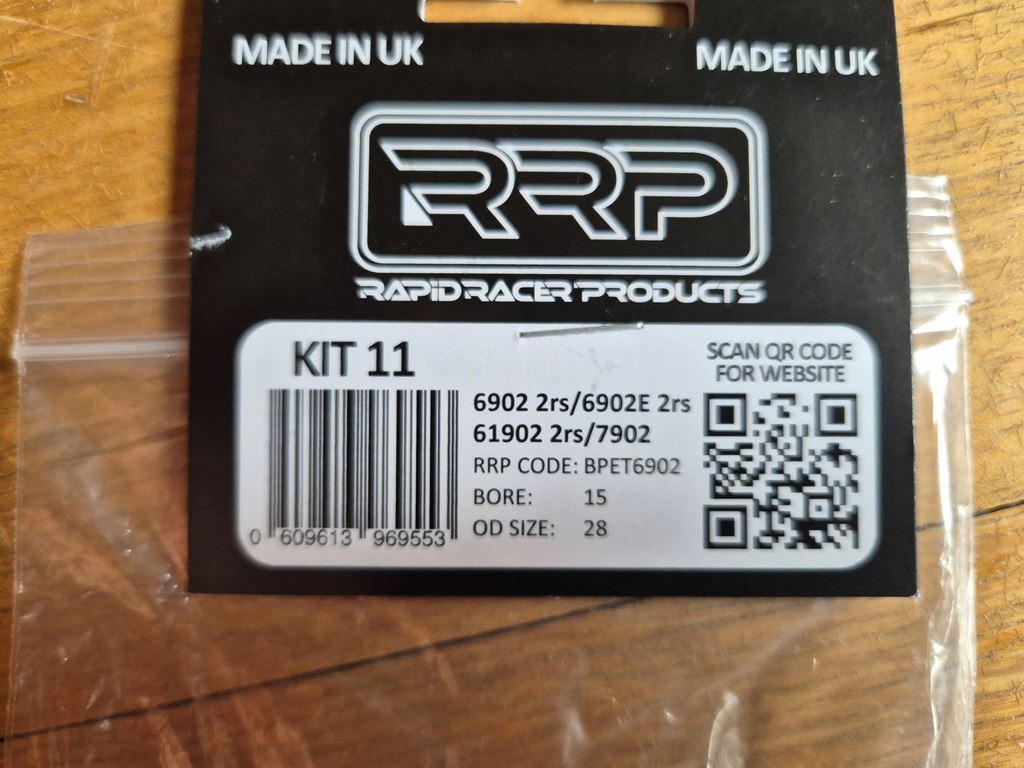 MADE IN UK
MADE IN UK
RRP
RAPID RACER PRODUCTS
KIT 11
SCAN QR CODE
FOR WEBSITE
6902 2rs/6902E 2rs
61902 2rs/7902
RRP CODE: BPET6902
BORE: 15
OD SIZE: 28
0 609613 969553